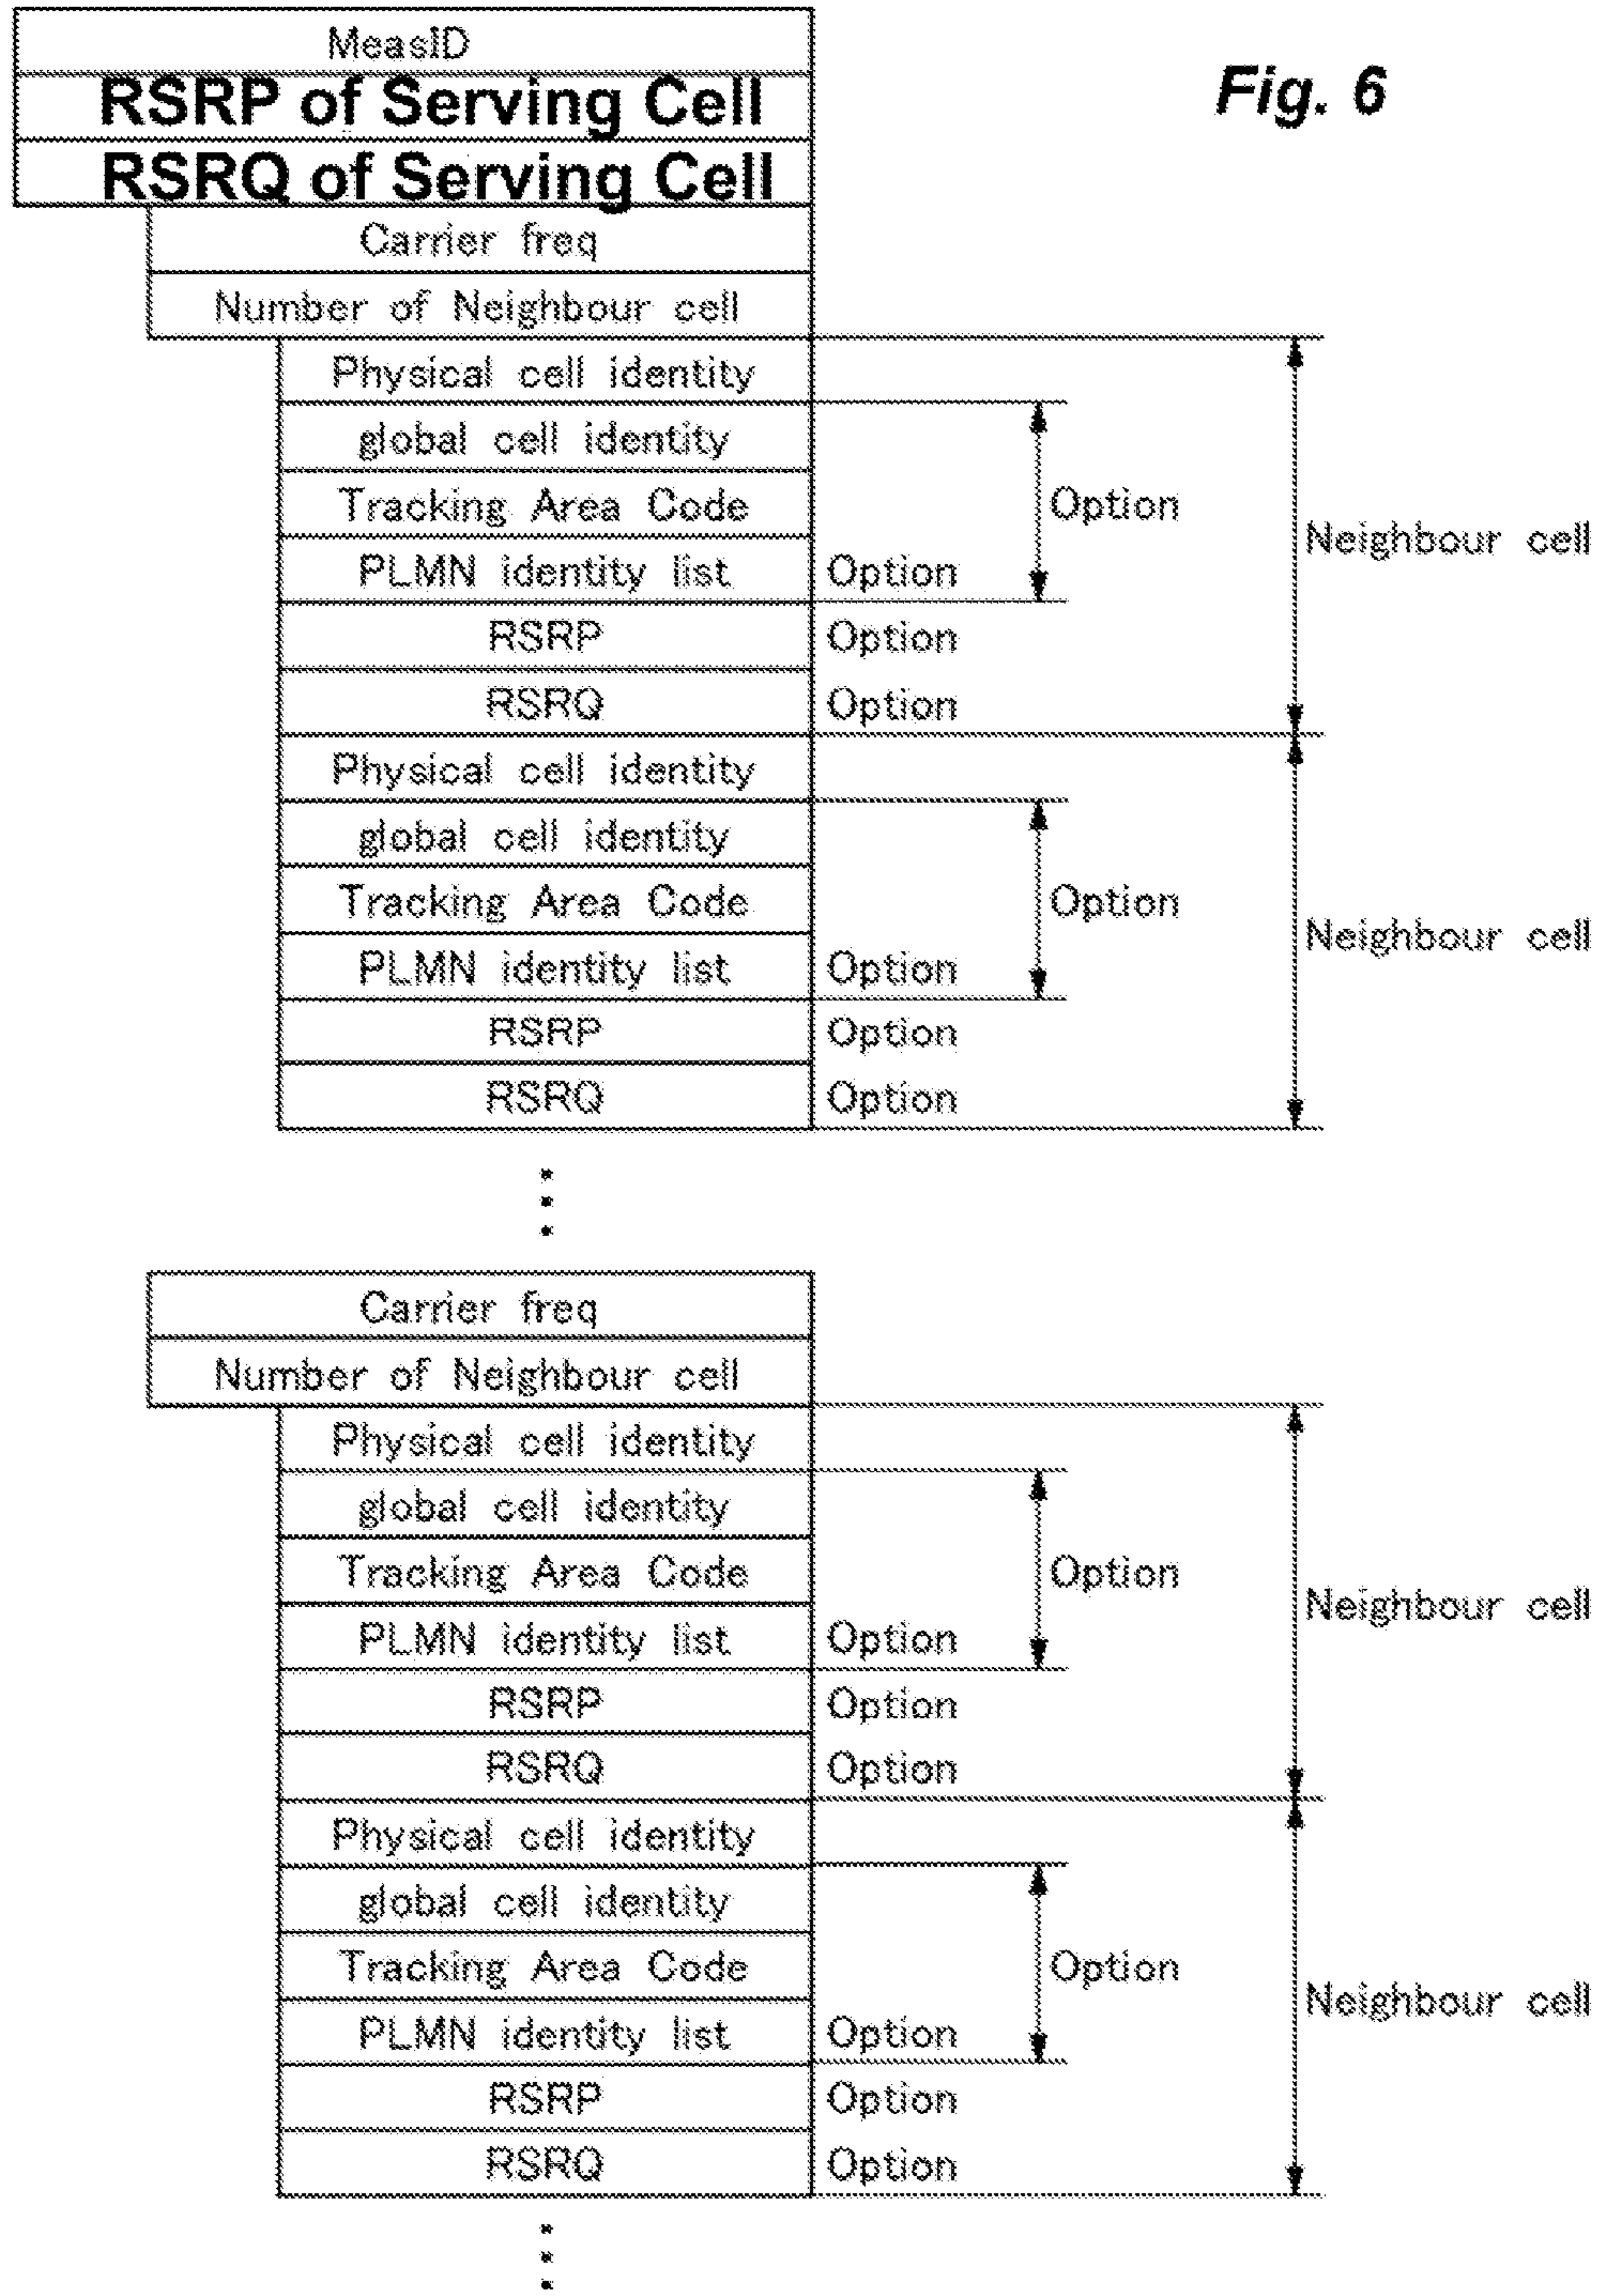 MeasID
Fig. 6
RSRP of Serving Cell
RSRQ of Serving Cell
Carrier freq
Number of Neighbour cell
Physical cell identity
global cell identity
Tracking Area Code
Option
Neighbour cell
PLMN identity list
Option
RSRP
Option
RSRQ
Option
Physical cell identity
global cell identity
Tracking Area Code
Option
Neighbour cell
PLMN identity list
Option
RSRP
Option
RSRQ
Option
Carrier freq
Number of Neighbour cell
Physical cell identity
global cell identity
Tracking Area Code
Option
Neighbour cell
PLMN identity list
Option
RSRP
Option
RSRQ
Option
Physical cell identity
global cell identity
Tracking Area Code
Option
Neighbour cell
PLMN identity list
Option
RSRP
Option
RSRQ
Option